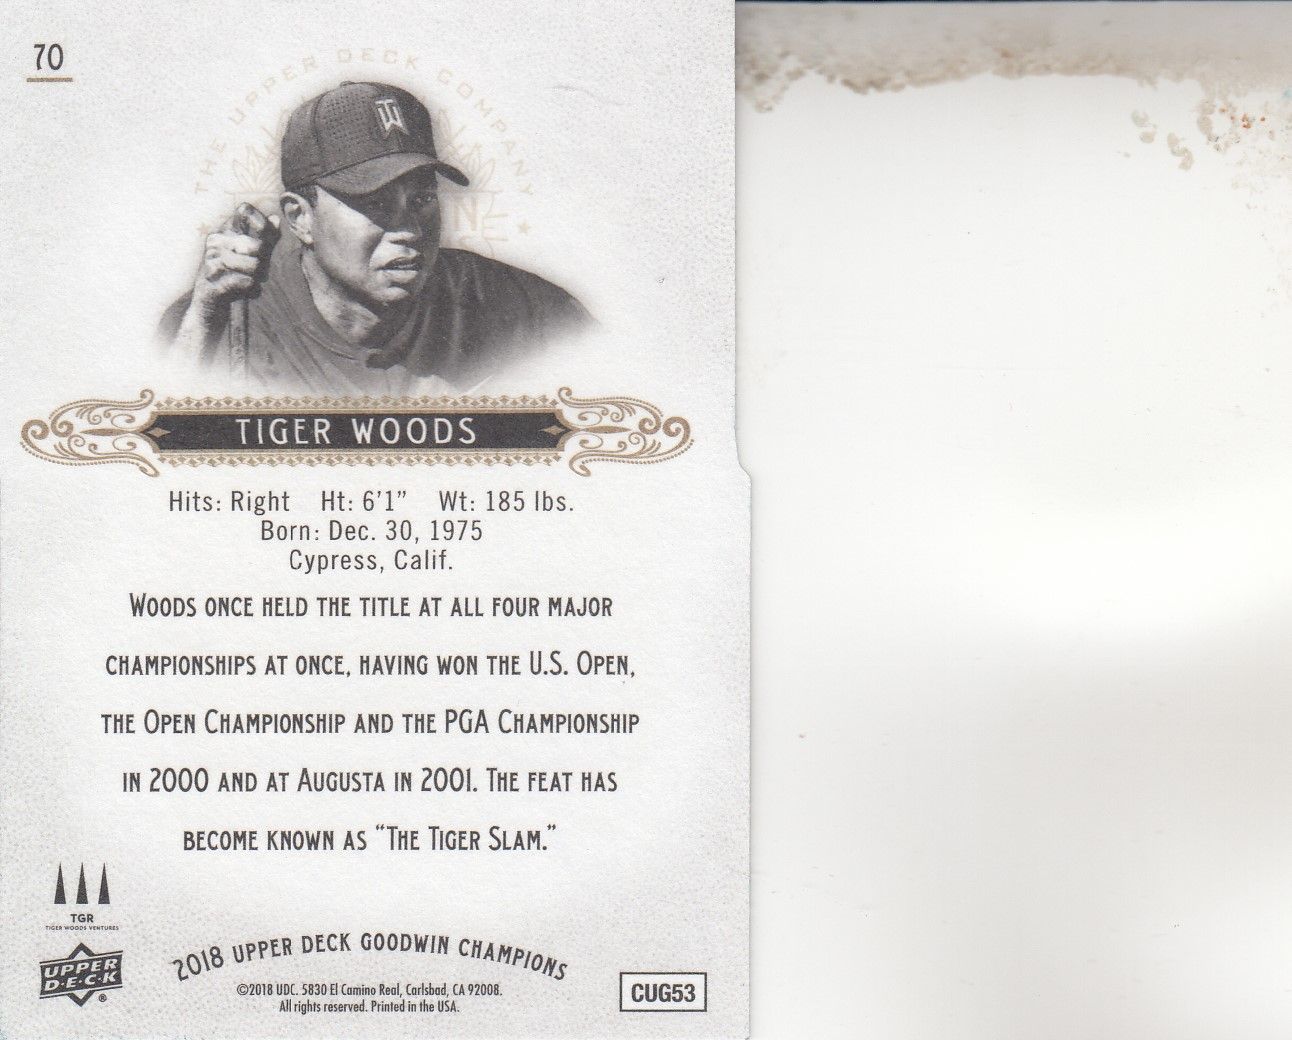 70
THE UPPER DECK COMPANY
TW
TIGER WOODS
Hits: Right Ht: 6'1” Wt: 185 lbs.
Born: Dec. 30, 1975
Cypress, Calif.
WOODS ONCE HELD THE TITLE AT ALL FOUR MAJOR
CHAMPIONSHIPS AT ONCE, HAVING WON THE U.S. OPEN,
THE OPEN CHAMPIONSHIP AND THE PGA CHAMPIONSHIP
IN 2000 AND AT AUGUSTA IN 2001. THE FEAT HAS
BECOME KNOWN AS “THE TIGER SLAM.”
TGR
TIGER WOODS VENTURES
UPPER
D·E·C·K
®
2018 UPPER DECK GOODWIN CHAMPIONS
©2018 UDC. 5830 El Camino Real, Carlsbad, CA 92008.
All rights reserved. Printed in the USA.
CUG53